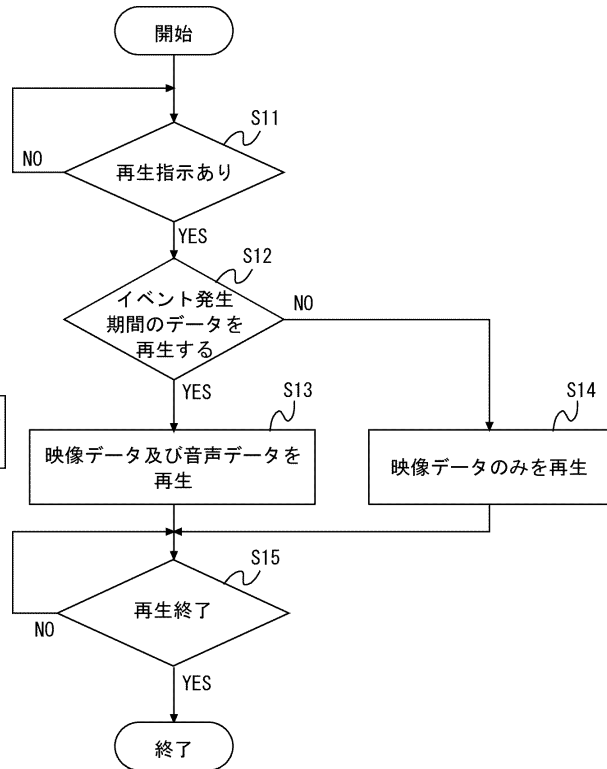 開始
S11
再生指示あり
NO
YES
S12
イベント発生
期間のデータを
再生する
NO
YES
S13
映像データ及び音声データを
再生
S14
映像データのみを再生
S15
再生終了
NO
YES
終了